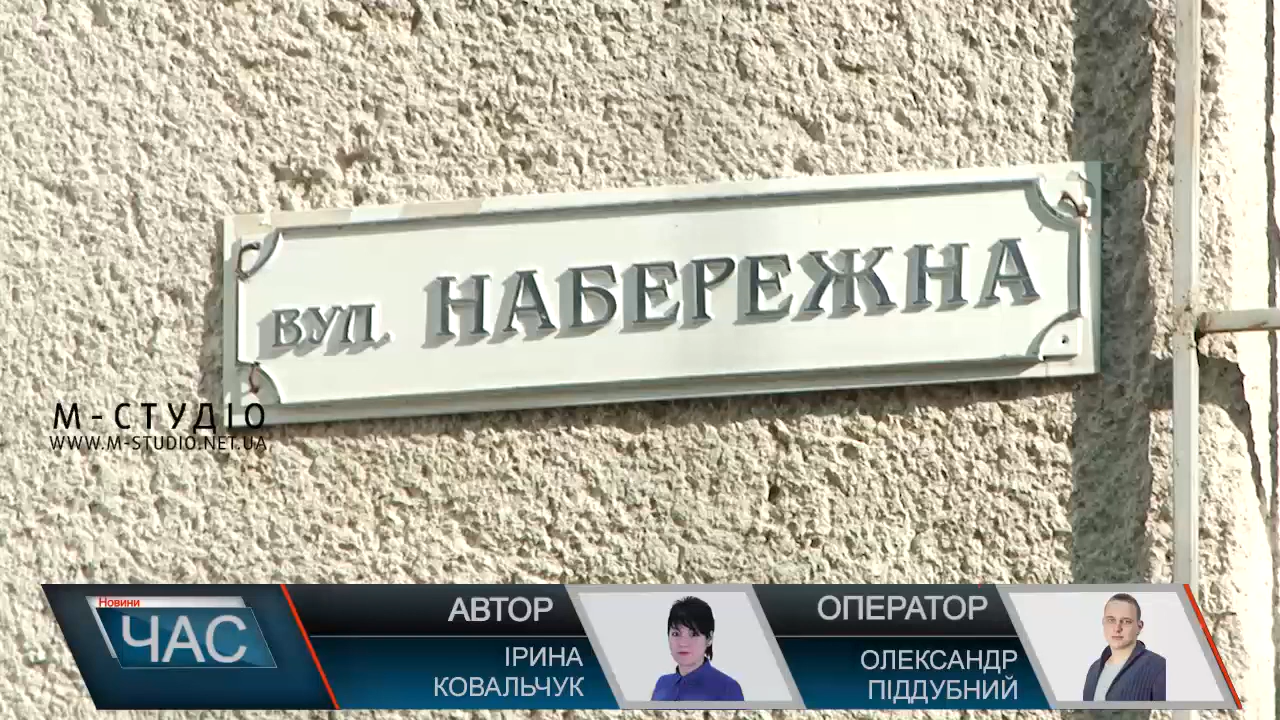 вул. НАБЕРЕЖНА
М-СТУДІО
WWW.M-STUDIO.NET.UA
Новини
ЧАС
АВТОР
ІРИНА
КОВАЛЬЧУК
ОПЕРАТОР
ОЛЕКСАНДР
ПІДДУБНИЙ